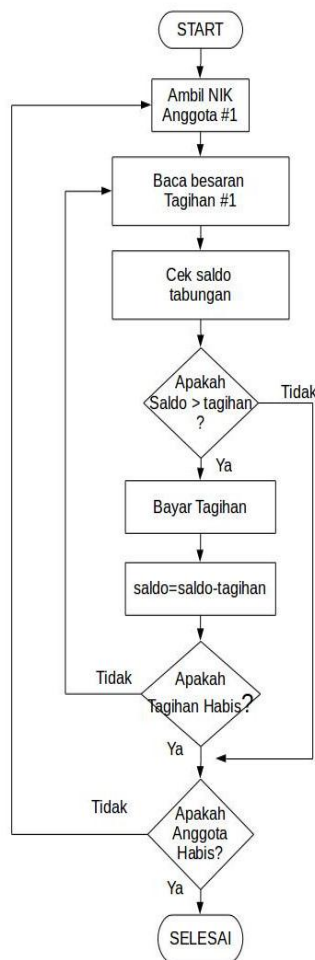 START
Ambil NIK
Anggota #1
Baca besaran
Tagihan #1
Cek saldo
tabungan
Apakah
Saldo > tagihan
?
Tidak
Ya
Bayar Tagihan
saldo=saldo-tagihan
Apakah
Tagihan Habis?
Tidak
Ya
Apakah
Anggota
Habis?
Tidak
Ya
SELESAI